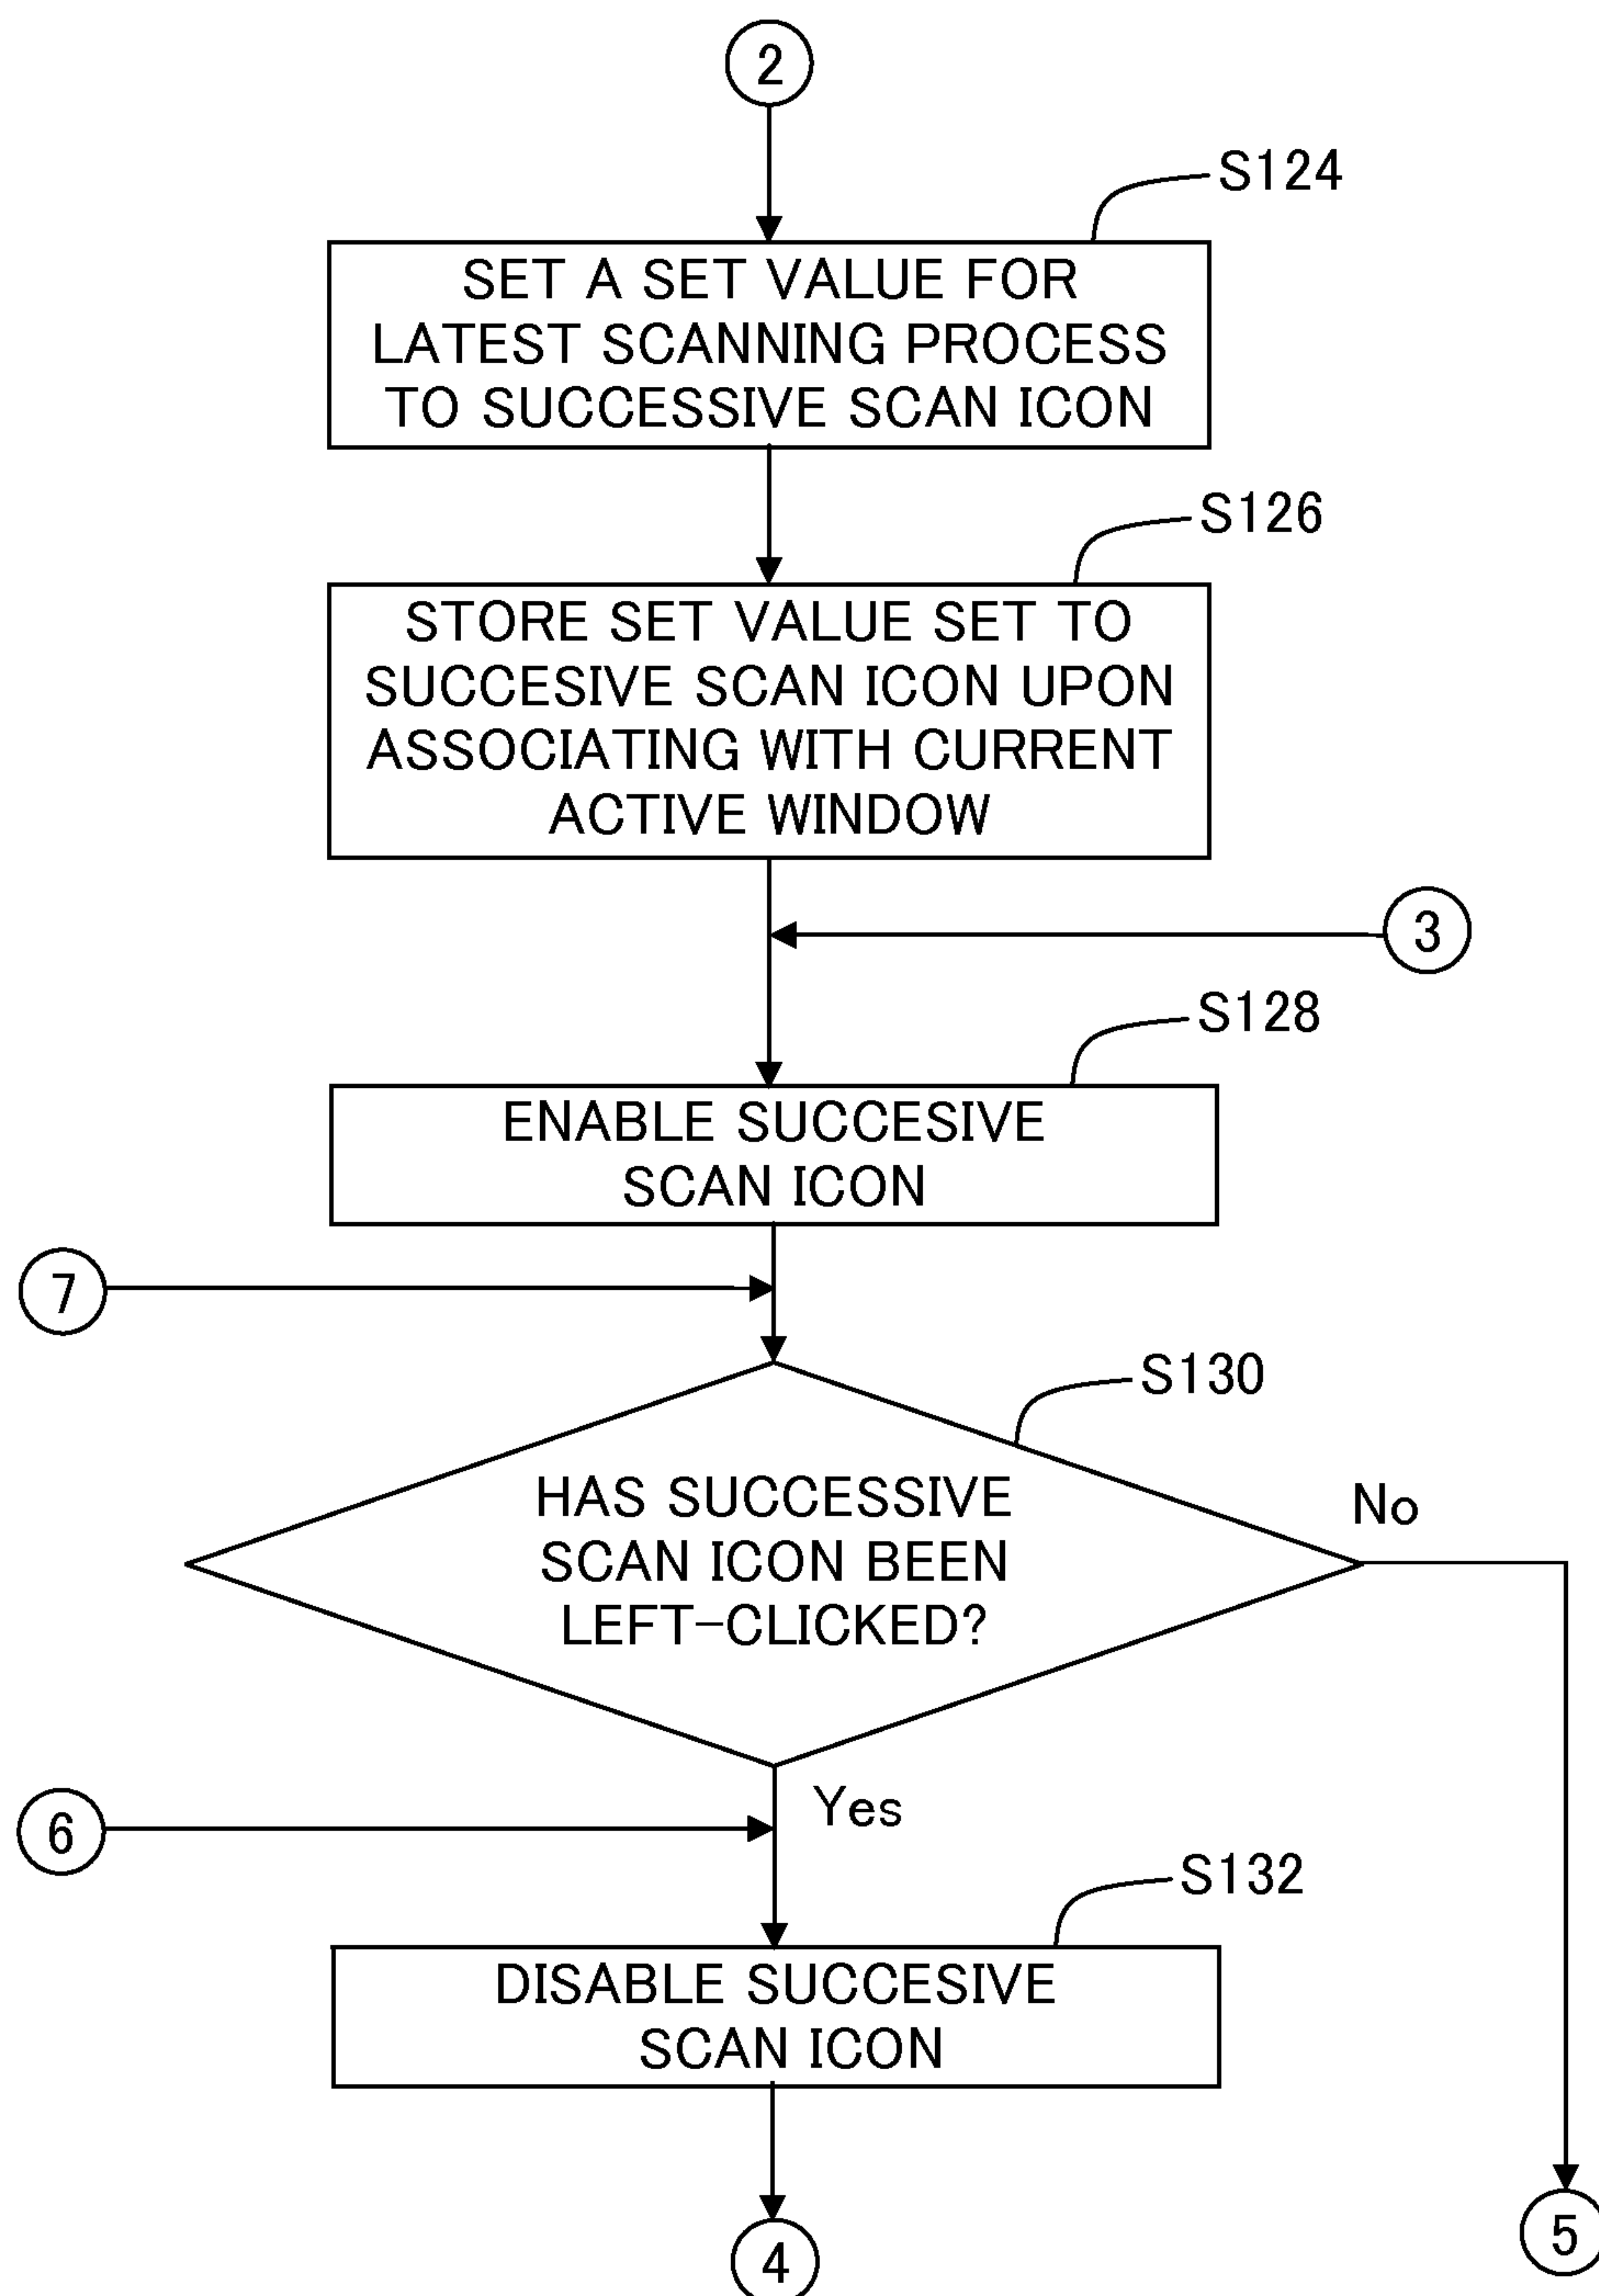 2
S124
SET A SET VALUE FOR
LATEST SCANNING PROCESS
TO SUCCESSIVE SCAN ICON
S126
STORE SET VALUE SET TO
SUCCESIVE SCAN ICON UPON
ASSOCIATING WITH CURRENT
ACTIVE WINDOW
3
S128
ENABLE SUCCESIVE
SCAN ICON
7
S130
HAS SUCCESSIVE
SCAN ICON BEEN
LEFT-CLICKED?
No
Yes
6
S132
DISABLE SUCCESIVE
SCAN ICON
4
5